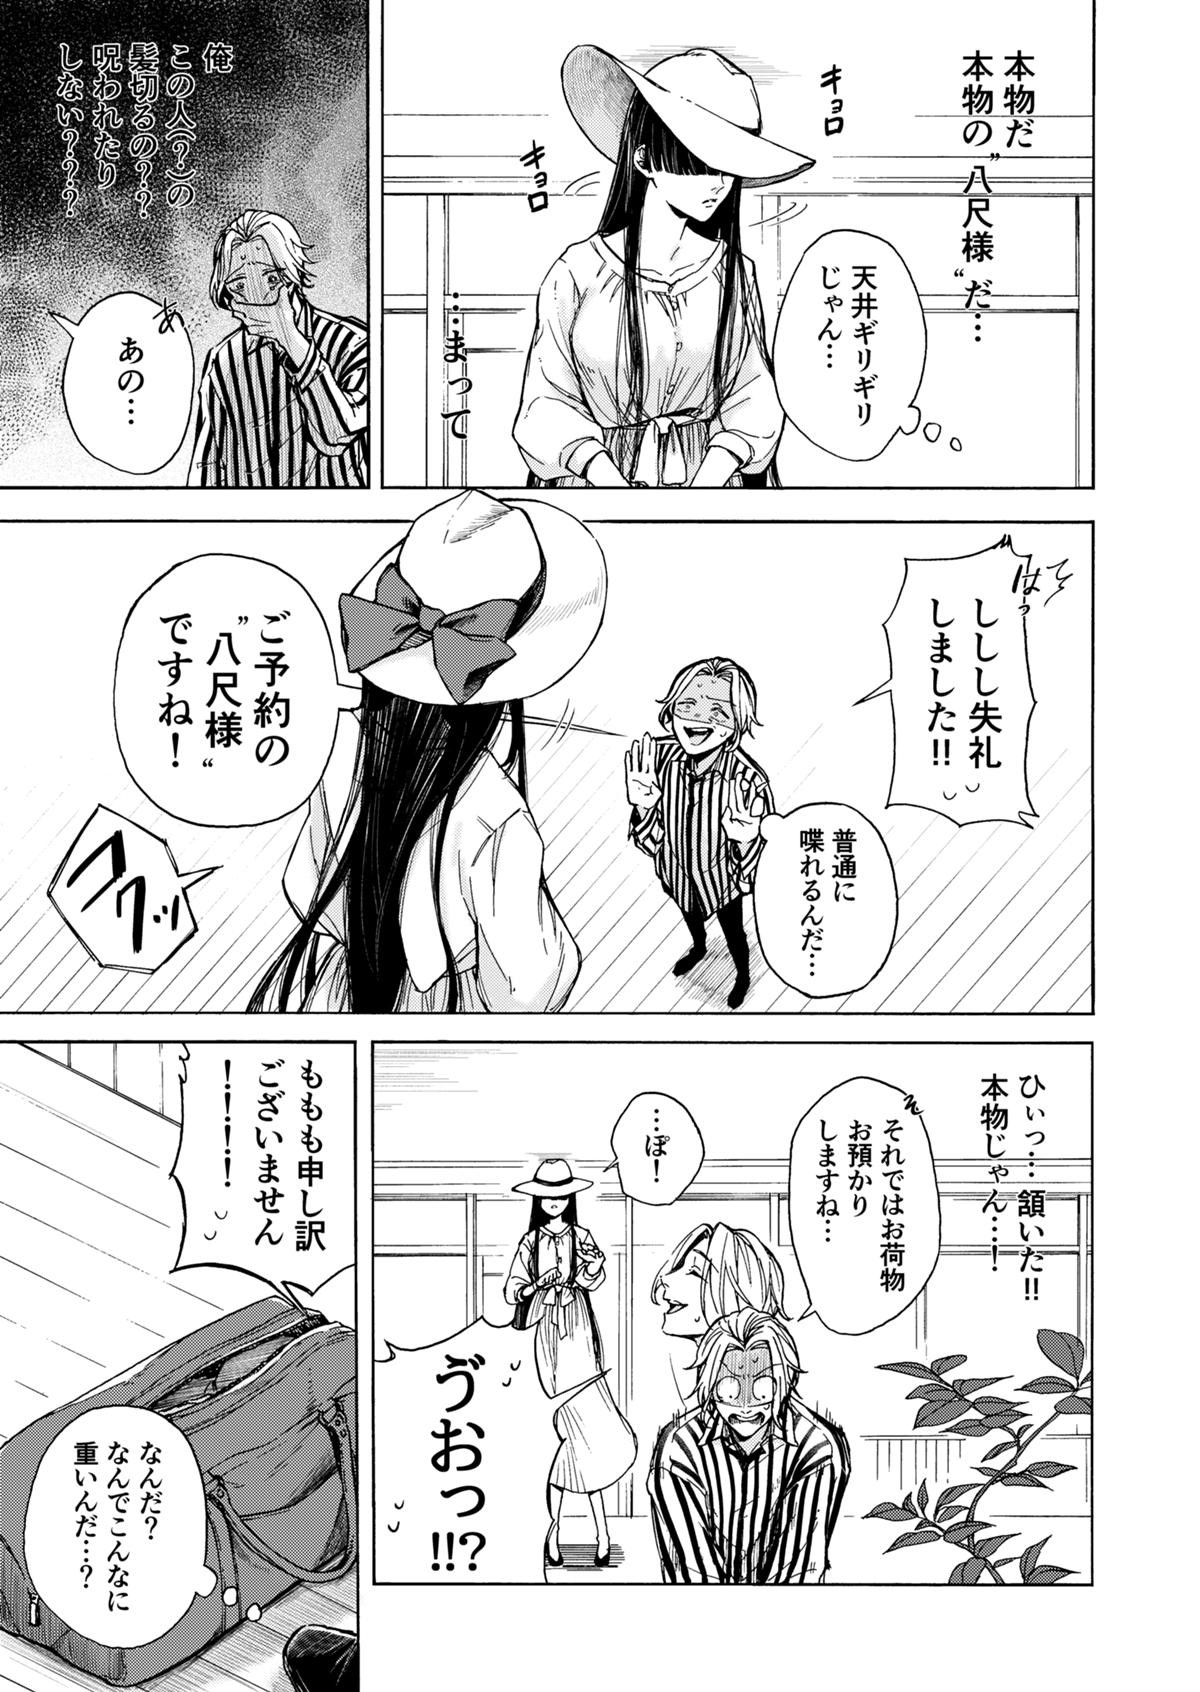 本物だ
本物の”八尺様“だ…
キョロ
キョロ
天井ギリギリ
じゃん…
…まって
俺
この人(？)の
髪切るの？？
呪われたり
しない？？？
あ
あの…
はっ
ししし失礼
しました!!
普通に
喋れるんだ…
ご予約の
”八尺様“
ですね！
コクッ
ひぃっ… 頷いた!!
本物じゃん…！
そ
それではお荷物
お預かり
しますね…
…ぽ！
ゔおっ!!?
ももも申し訳
ございません
！！！！
なんだ？
なんでこんなに
重いんだ…？